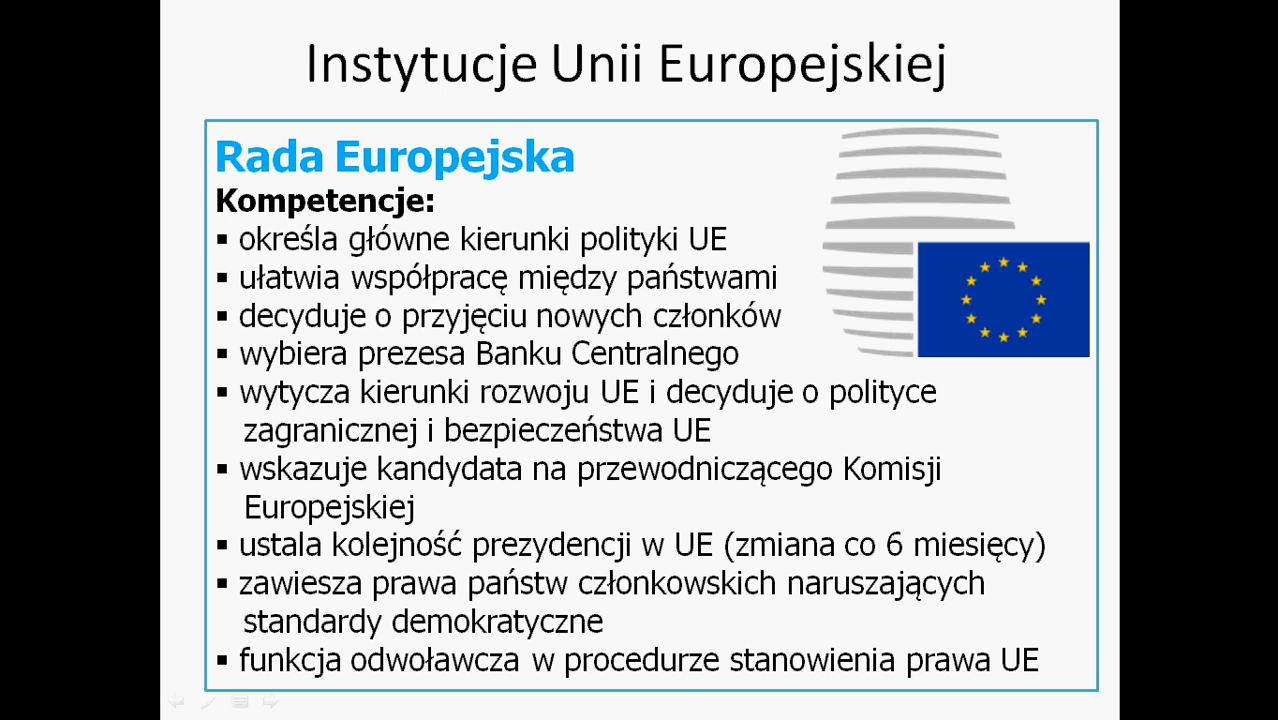 Instytucje Unii Europejskiej
Rada Europejska
Kompetencje:
▪ określa główne kierunki polityki UE
▪ ułatwia współpracę między państwami
▪ decyduje o przyjęciu nowych członków
▪ wybiera prezesa Banku Centralnego
▪ wytycza kierunki rozwoju UE i decyduje o polityce
zagranicznej i bezpieczeństwa UE
▪ wskazuje kandydata na przewodniczącego Komisji
Europejskiej
▪ ustala kolejność prezydencji w UE (zmiana co 6 miesięcy)
▪ zawiesza prawa państw członkowskich naruszających
standardy demokratyczne
▪ funkcja odwoławcza w procedurze stanowienia prawa UE